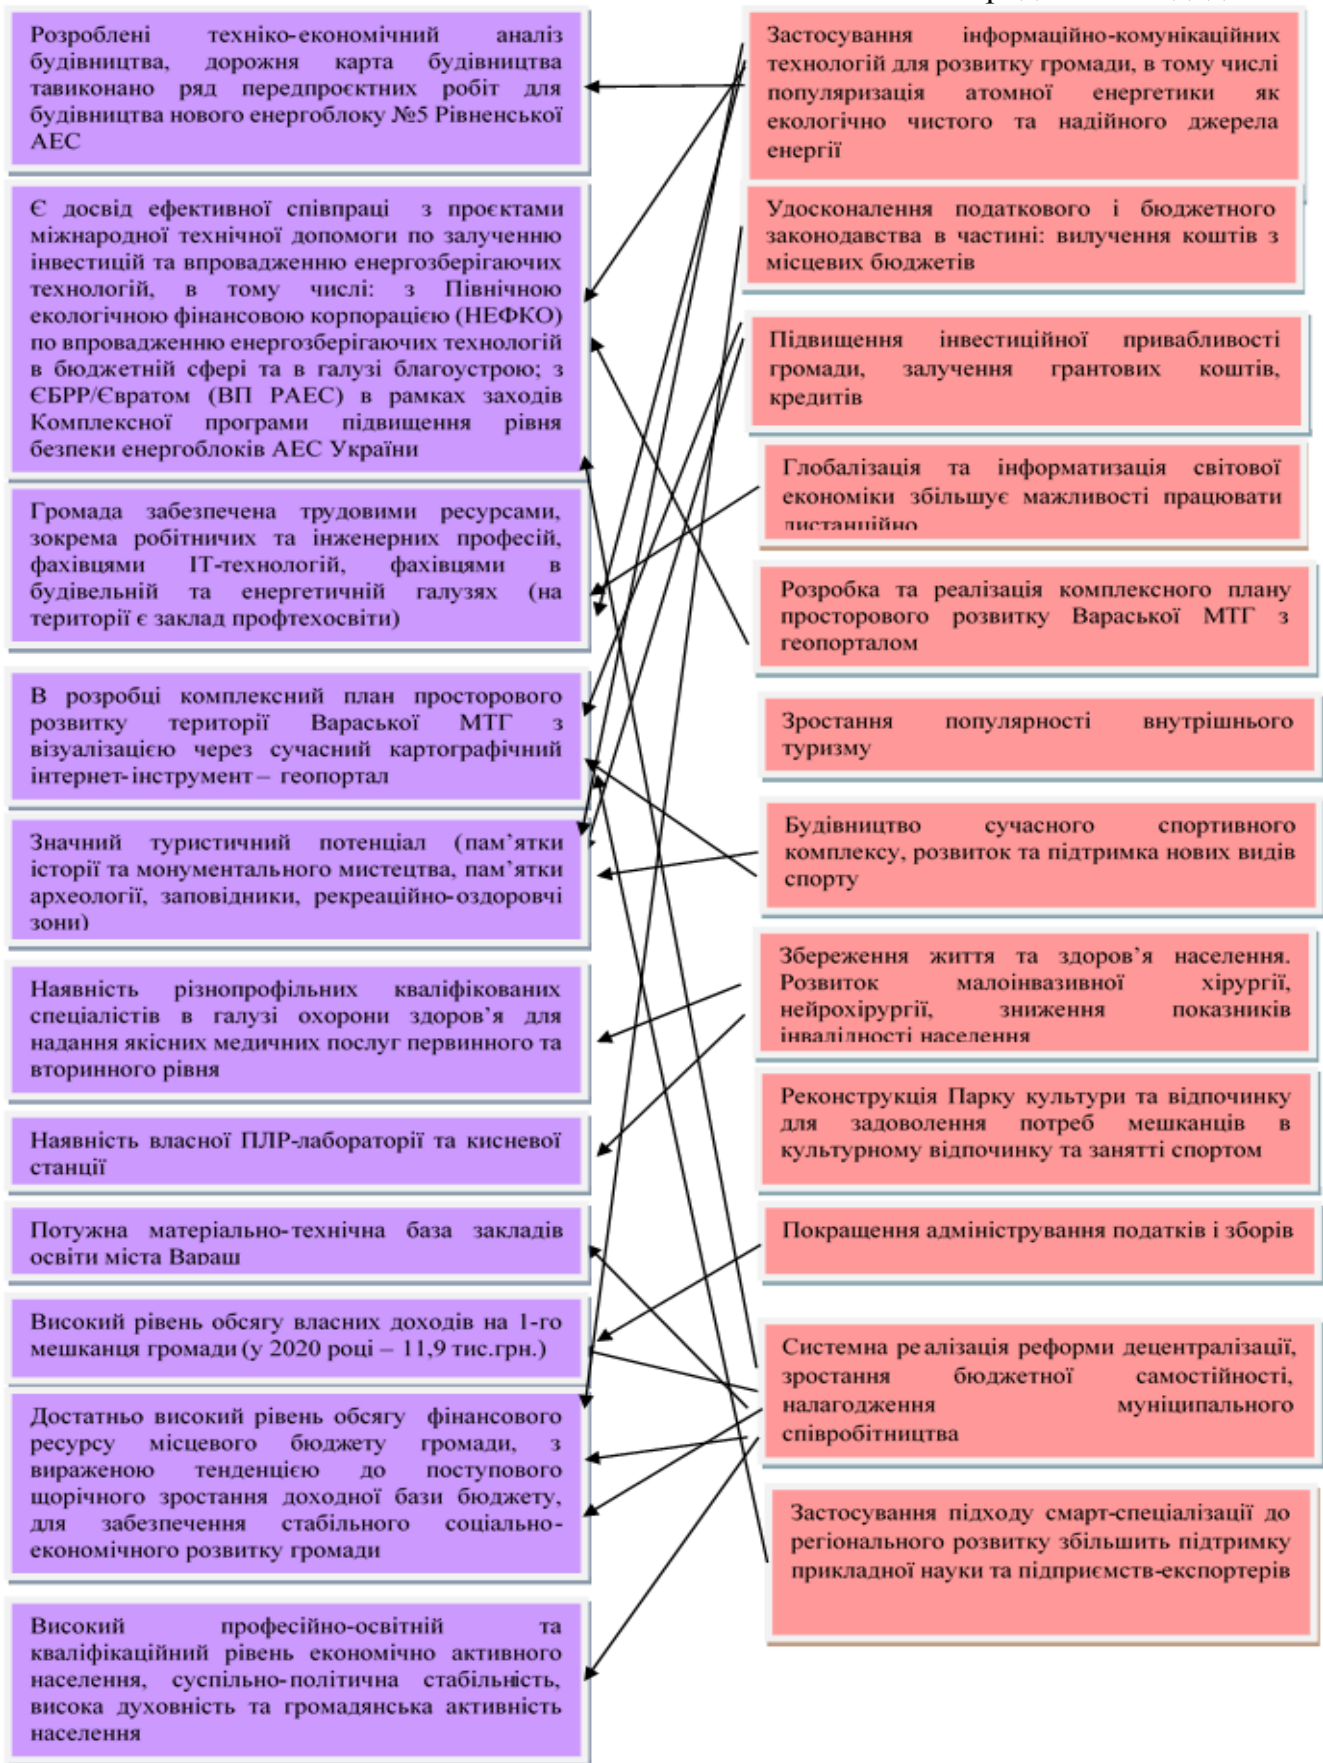 Розроблені техніко-економічний аналіз
будівництва, дорожня карта будівництва
тавиконано ряд передпроєктних робіт для
будівництва нового енергоблоку №5 Рівненської
АЕС
Є досвід ефективної співпраці з проєктами
міжнародної технічної допомоги по залученню
інвестицій та впровадженню енергозберігаючих
технологій, в тому числі: з Північною
екологічною фінансовою корпорацією (НЕФКО)
по впровадженню енергозберігаючих технологій
в бюджетній сфері та в галузі благоустрою; з
ЄБРР/Євратом (ВП РАЕС) в рамках заходів
Комплексної програми підвищення рівня
безпеки енергоблоків АЕС України
Громада забезпечена трудовими ресурсами,
зокрема робітничих та інженерних професій,
фахівцями ІТ-технологій, фахівцями в
будівельній та енергетичній галузях (на
території є заклад профтехосвіти)
В розробці комплексний план просторового
розвитку території Вараської МТГ з
візуалізацією через сучасний картографічний
інтернет-інструмент – геопортал
Значний туристичний потенціал (пам’ятки
історії та монументального мистецтва, пам’ятки
археології, заповідники, рекреаційно-оздоровчі
зони)
Наявність різнопрофільних кваліфікованих
спеціалістів в галузі охорони здоров’я для
надання якісних медичних послуг первинного та
вторинного рівня
Наявність власної ПЛР-лабораторії та кисневої
станції
Потужна матеріально-технічна база закладів
освіти міста Вараш
Високий рівень обсягу власних доходів на 1-го
мешканця громади (у 2020 році – 11,9 тис.грн.)
Достатньо високий рівень обсягу фінансового
ресурсу місцевого бюджету громади, з
вираженою тенденцією до поступового
щорічного зростання доходної бази бюджету,
для забезпечення стабільного соціально-
економічного розвитку громади
Високий професійно-освітній та
кваліфікаційний рівень економічно активного
населення, суспільно-політична стабільність,
висока духовність та громадянська активність
населення
Застосування інформаційно-комунікаційних
технологій для розвитку громади, в тому числі
популяризація атомної енергетики як
екологічно чистого та надійного джерела
енергії
Удосконалення податкового і бюджетного
законодавства в частині: вилучення коштів з
місцевих бюджетів
Підвищення інвестиційної привабливості
громади, залучення грантових коштів,
кредитів
Глобалізація та інформатизація світової
економіки збільшує мажливості працювати
дистанційно
Розробка та реалізація комплексного плану
просторового розвитку Вараської МТГ з
геопорталом
Зростання популярності внутрішнього
туризму
Будівництво сучасного спортивного
комплексу, розвиток та підтримка нових видів
спорту
Збереження життя та здоров’я населення.
Розвиток малоінвазивної хірургії,
нейрохірургії, зниження показників
інвалідності населення
Реконструкція Парку культури та відпочинку
для задоволення потреб мешканців в
культурному відпочинку та занятті спортом
Покращення адміністрування податків і зборів
Системна реалізація реформи децентралізації,
зростання бюджетної самостійності,
налагодження муніципального
співробітництва
Застосування підходу смарт-спеціалізації до
регіонального розвитку збільшить підтримку
прикладної науки та підприємств-експортерів